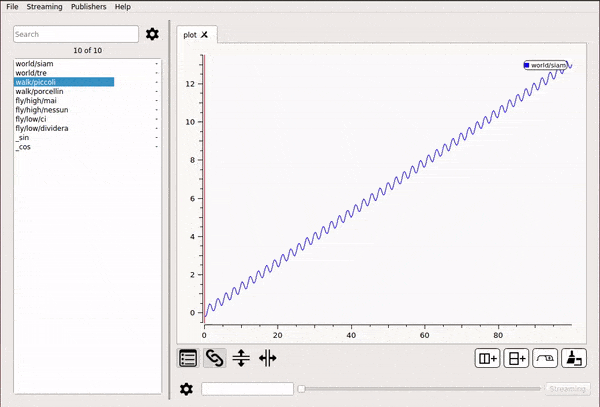 File Streaming Publishers Help
Search
10 of 10
world/siam -
world/tre -
walk/piccoli -
walk/porcellin -
fly/high/mai -
fly/high/nessun -
fly/low/ci -
fly/low/dividera -
_sin -
_cos -
plot
world/siam
12
10
8
6
4
2
0
0 20 40 60 80
Streaming